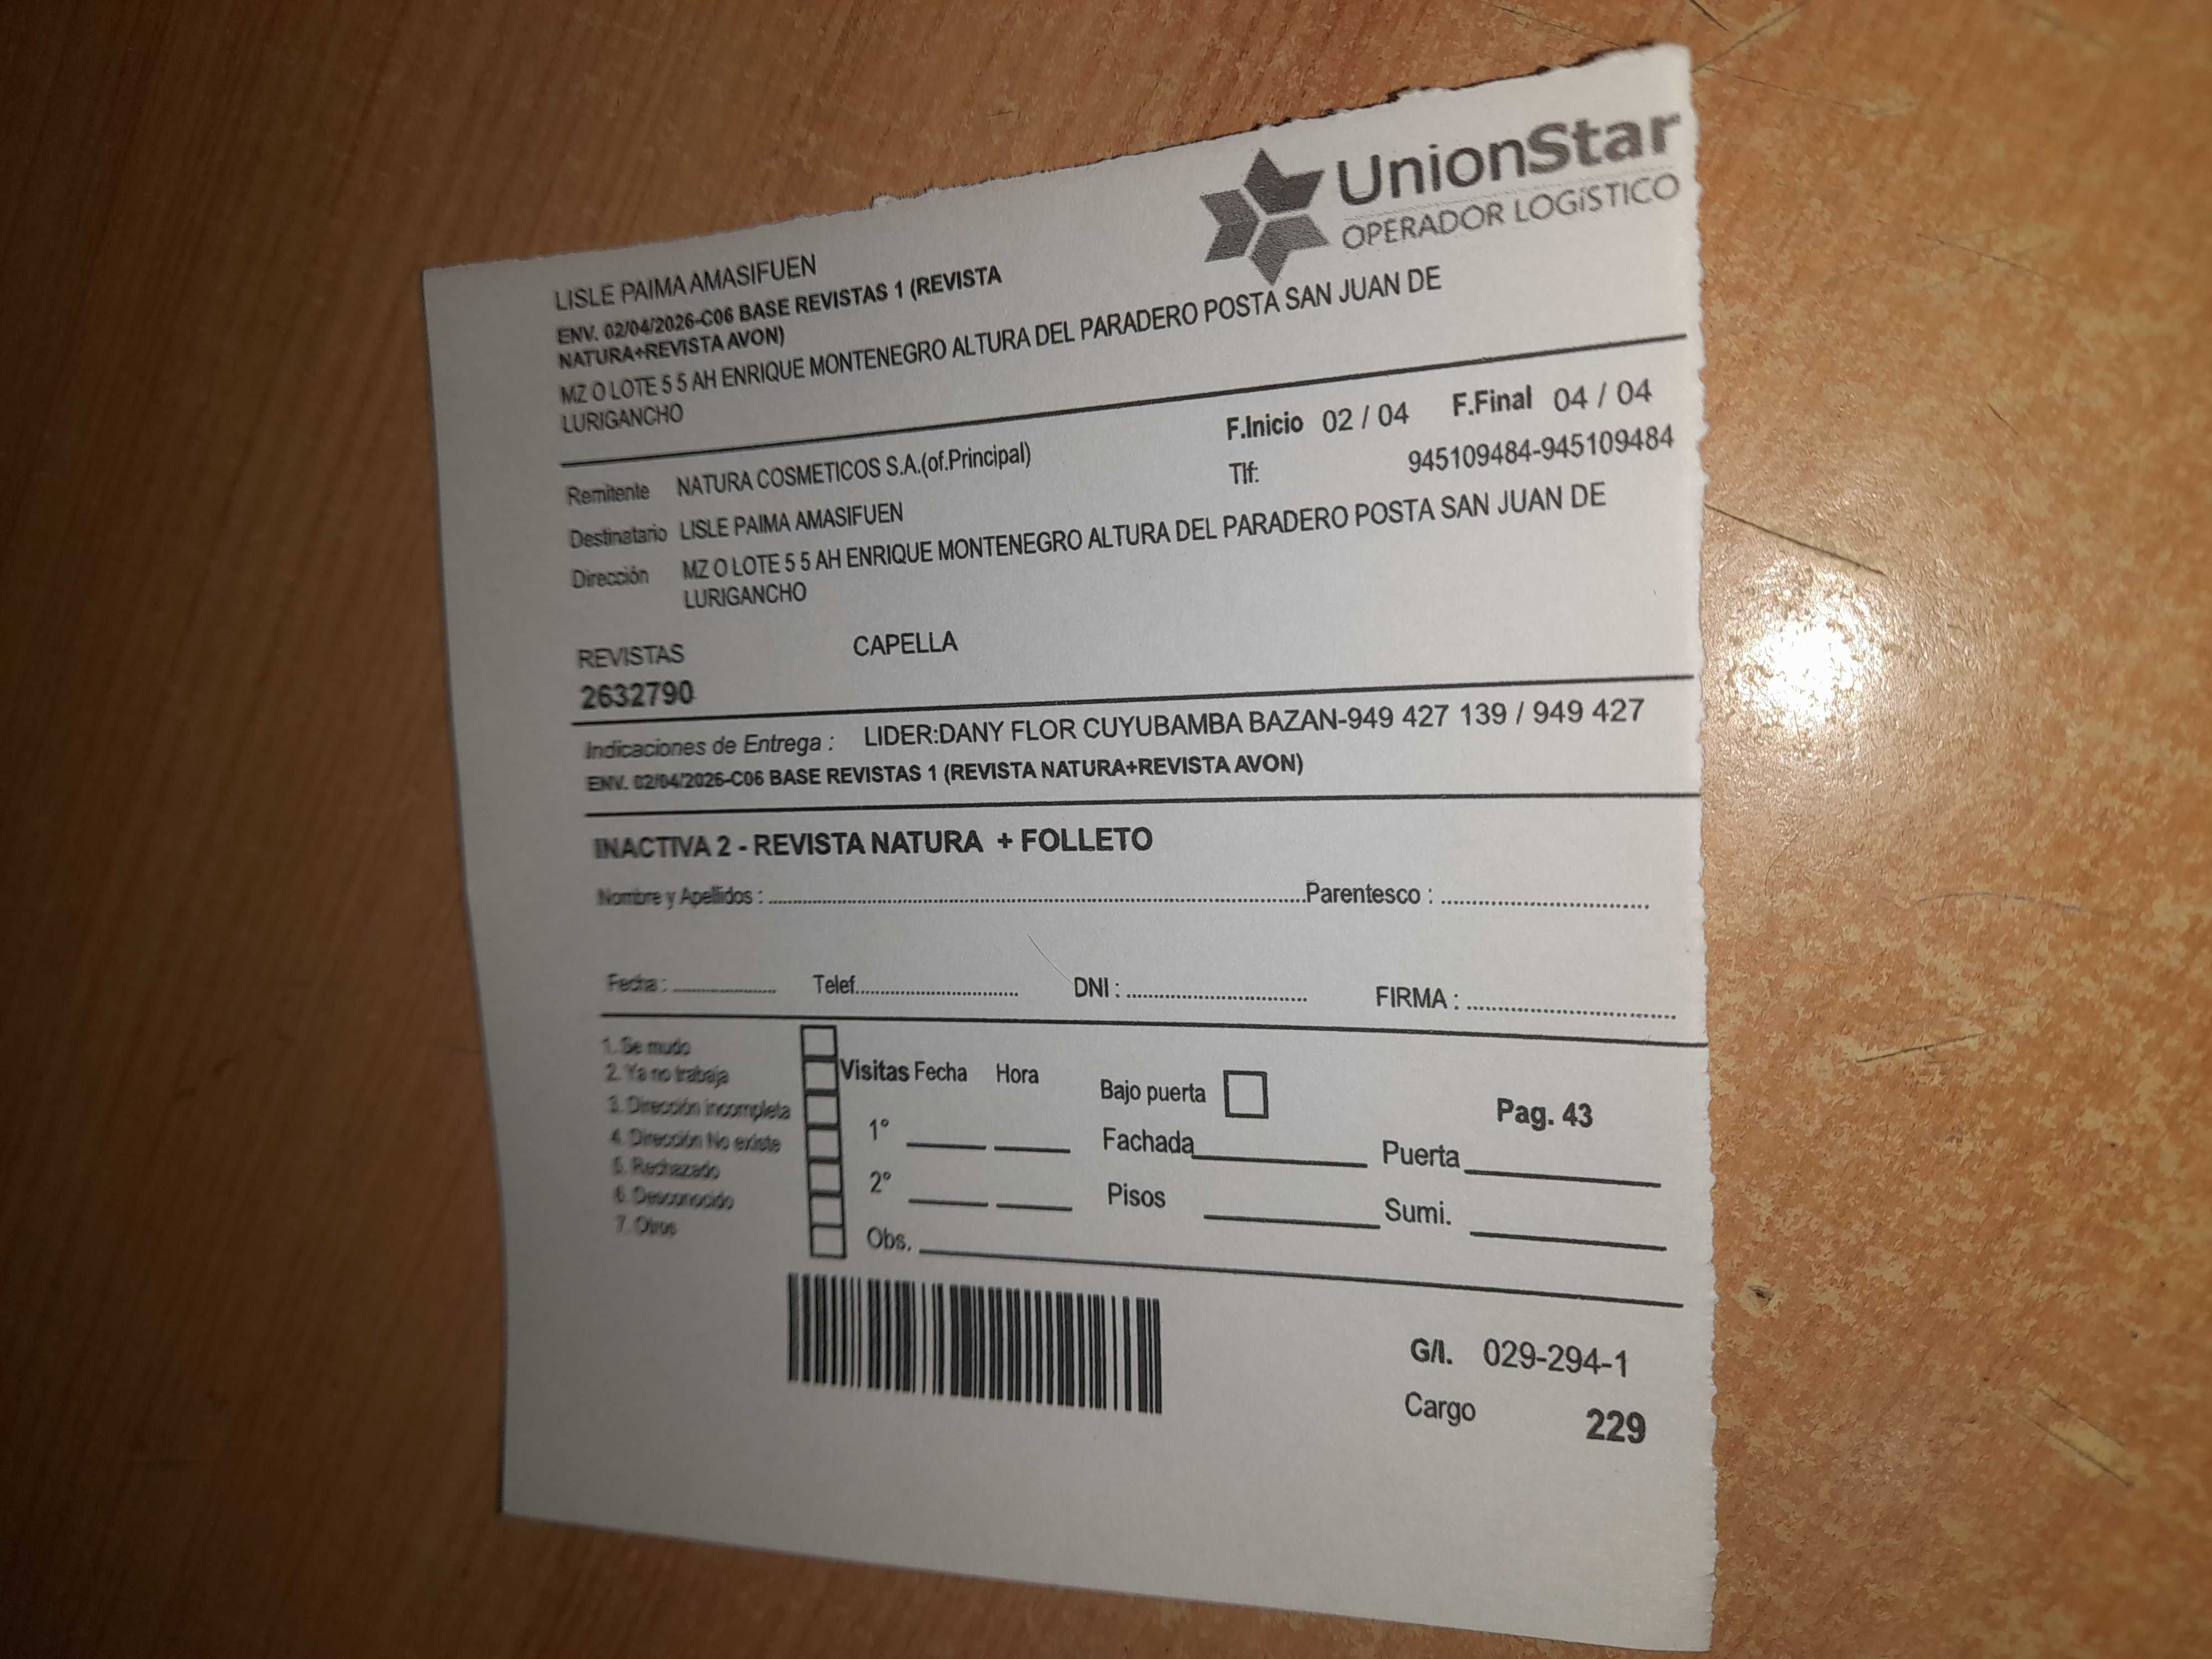 UnionStar
OPERADOR LOGÍSTICO
LISLE PAIMA AMASIFUEN
ENV. 02/04/2026-C06 BASE REVISTAS 1 (REVISTA
NATURA+REVISTA AVON)
MZ O LOTE 5 5 AH ENRIQUE MONTENEGRO ALTURA DEL PARADERO POSTA SAN JUAN DE
LURIGANCHO
F.Inicio 02 / 04 F.Final 04 / 04
Remitente NATURA COSMETICOS S.A.(of.Principal) Tlf: 945109484-945109484
Destinatario LISLE PAIMA AMASIFUEN
Dirección MZ O LOTE 5 5 AH ENRIQUE MONTENEGRO ALTURA DEL PARADERO POSTA SAN JUAN DE
LURIGANCHO
REVISTAS CAPELLA
2632790
Indicaciones de Entrega : LIDER:DANY FLOR CUYUBAMBA BAZAN-949 427 139 / 949 427
ENV. 02/04/2026-C06 BASE REVISTAS 1 (REVISTA NATURA+REVISTA AVON)
INACTIVA 2 - REVISTA NATURA + FOLLETO
Nombre y Apellidos : Parentesco :
Fecha : Telef. DNI : FIRMA :
1. Se mudo
2. Ya no trabaja
3. Dirección incompleta
4. Dirección No existe
5. Rechazado
6. Desconocido
7. Otros
Visitas Fecha Hora Bajo puerta Pag. 43
1° Fachada Puerta
2° Pisos Sumi.
Obs.
G/I. 029-294-1
Cargo 229